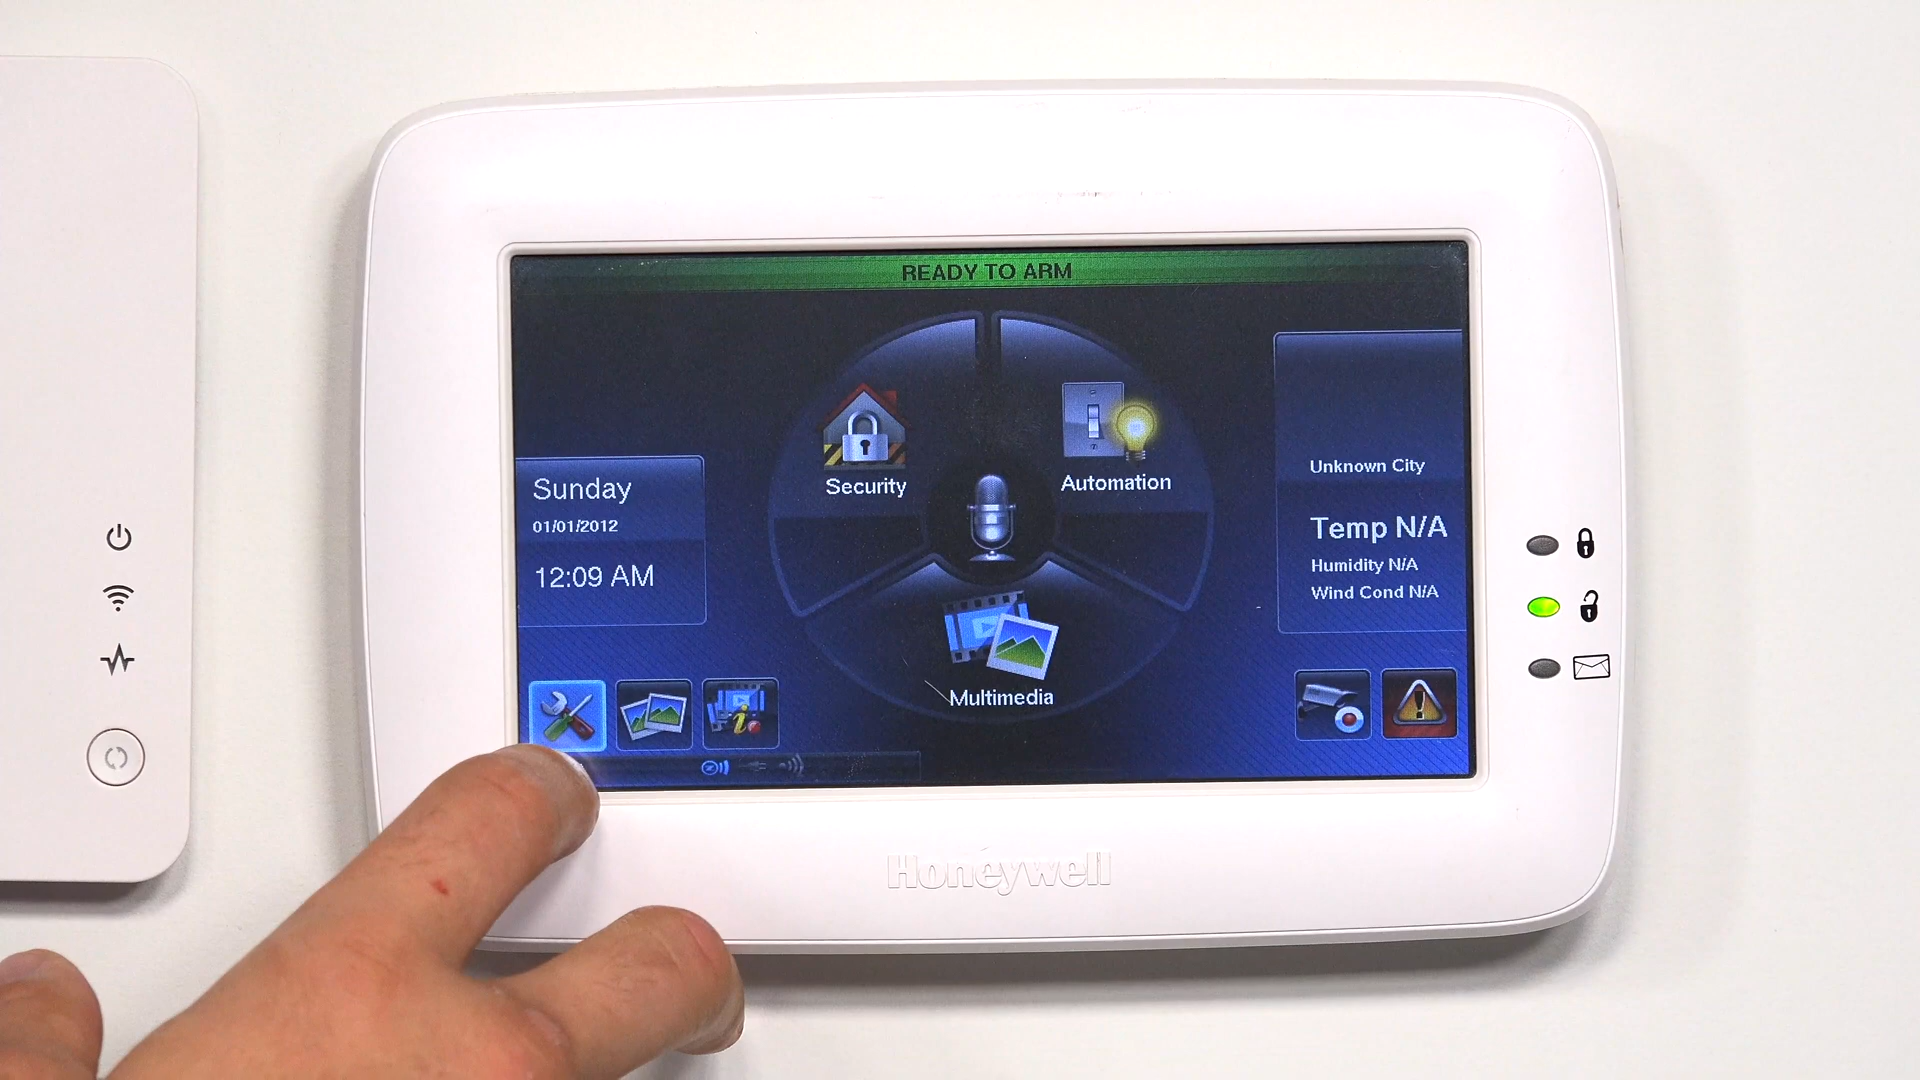 READY TO ARM
Security
Automation
Sunday
01/01/2012
12:09 AM
Unknown City
Temp N/A
Humidity N/A
Wind Cond N/A
Multimedia
Honeywell